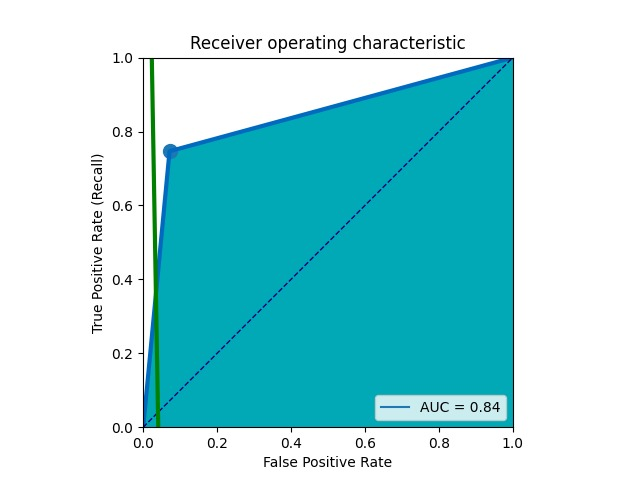 Receiver operating characteristic
1.0
0.8
0.6
0.4
0.2
0.0
True Positive Rate (Recall)
AUC = 0.84
0.0 0.2 0.4 0.6 0.8 1.0
False Positive Rate